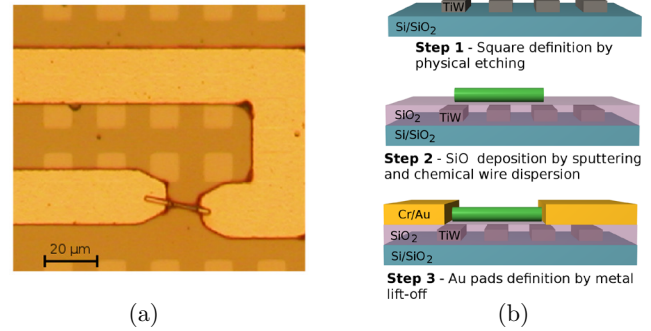 20 µm
(a)
TiW
Si/SiO2
Step 1 - Square definition by
physical etching
SiO2 TiW
Si/SiO2
Step 2 - SiO deposition by sputtering
and chemical wire dispersion
Cr/Au
SiO2 TiW
Si/SiO2
Step 3 - Au pads definition by metal
lift-off
(b)